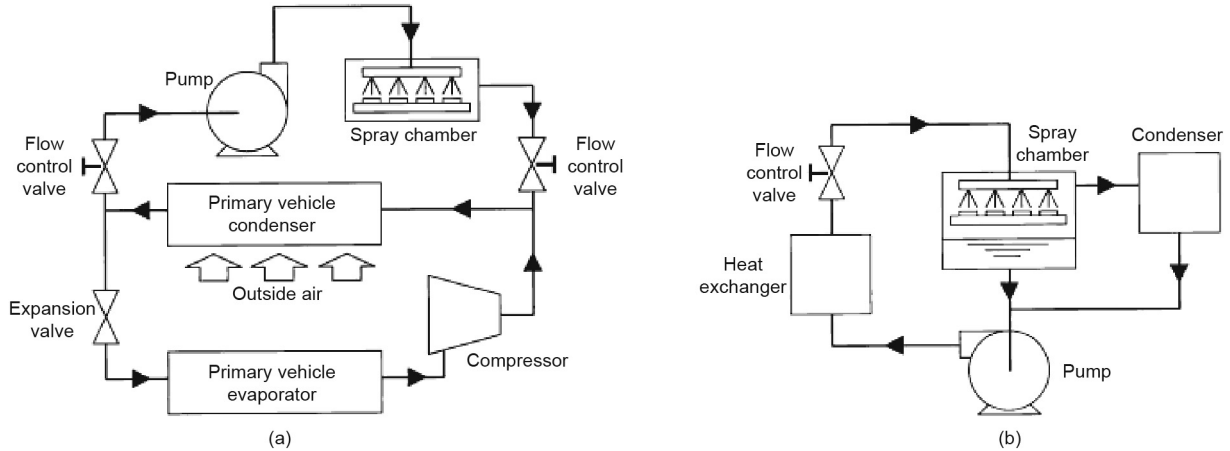 Pump
Spray chamber
Flow
control
valve
Flow
control
valve
Primary vehicle
condenser
Outside air
Expansion
valve
Compressor
Primary vehicle
evaporator
(a)
Flow
control
valve
Spray
chamber
Condenser
Heat
exchanger
Pump
(b)